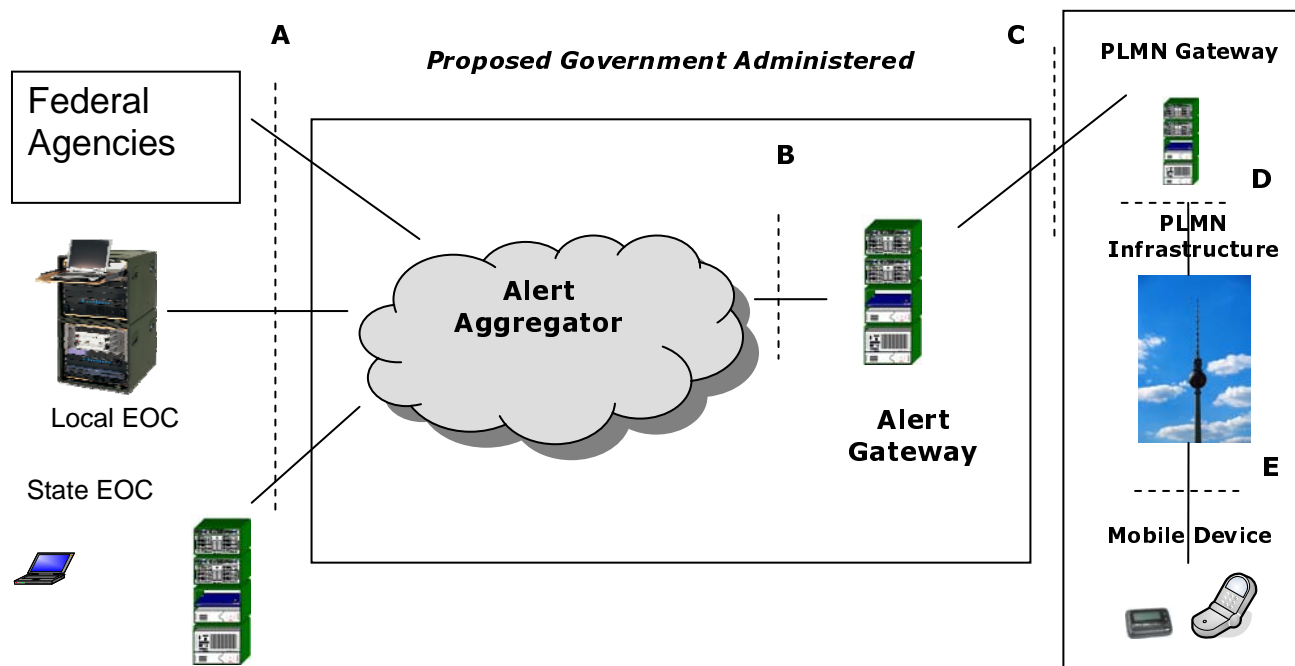 A
Proposed Government Administered
C
PLMN Gateway
Federal
Agencies
B
D
PLMN
Infrastructure
Alert
Aggregator
Local EOC
Alert
Gateway
E
State EOC
Mobile Device